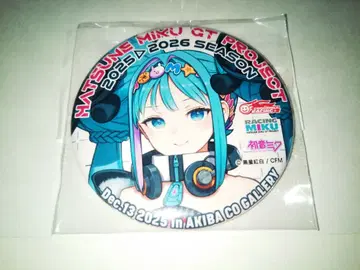 HATSUNE MIKU GT PROJECT
2025▷2026 SEASON
RACING
MIKU
初音ミク
/ CFM
Dec.13 2025 in AKIBA CO GALLERY